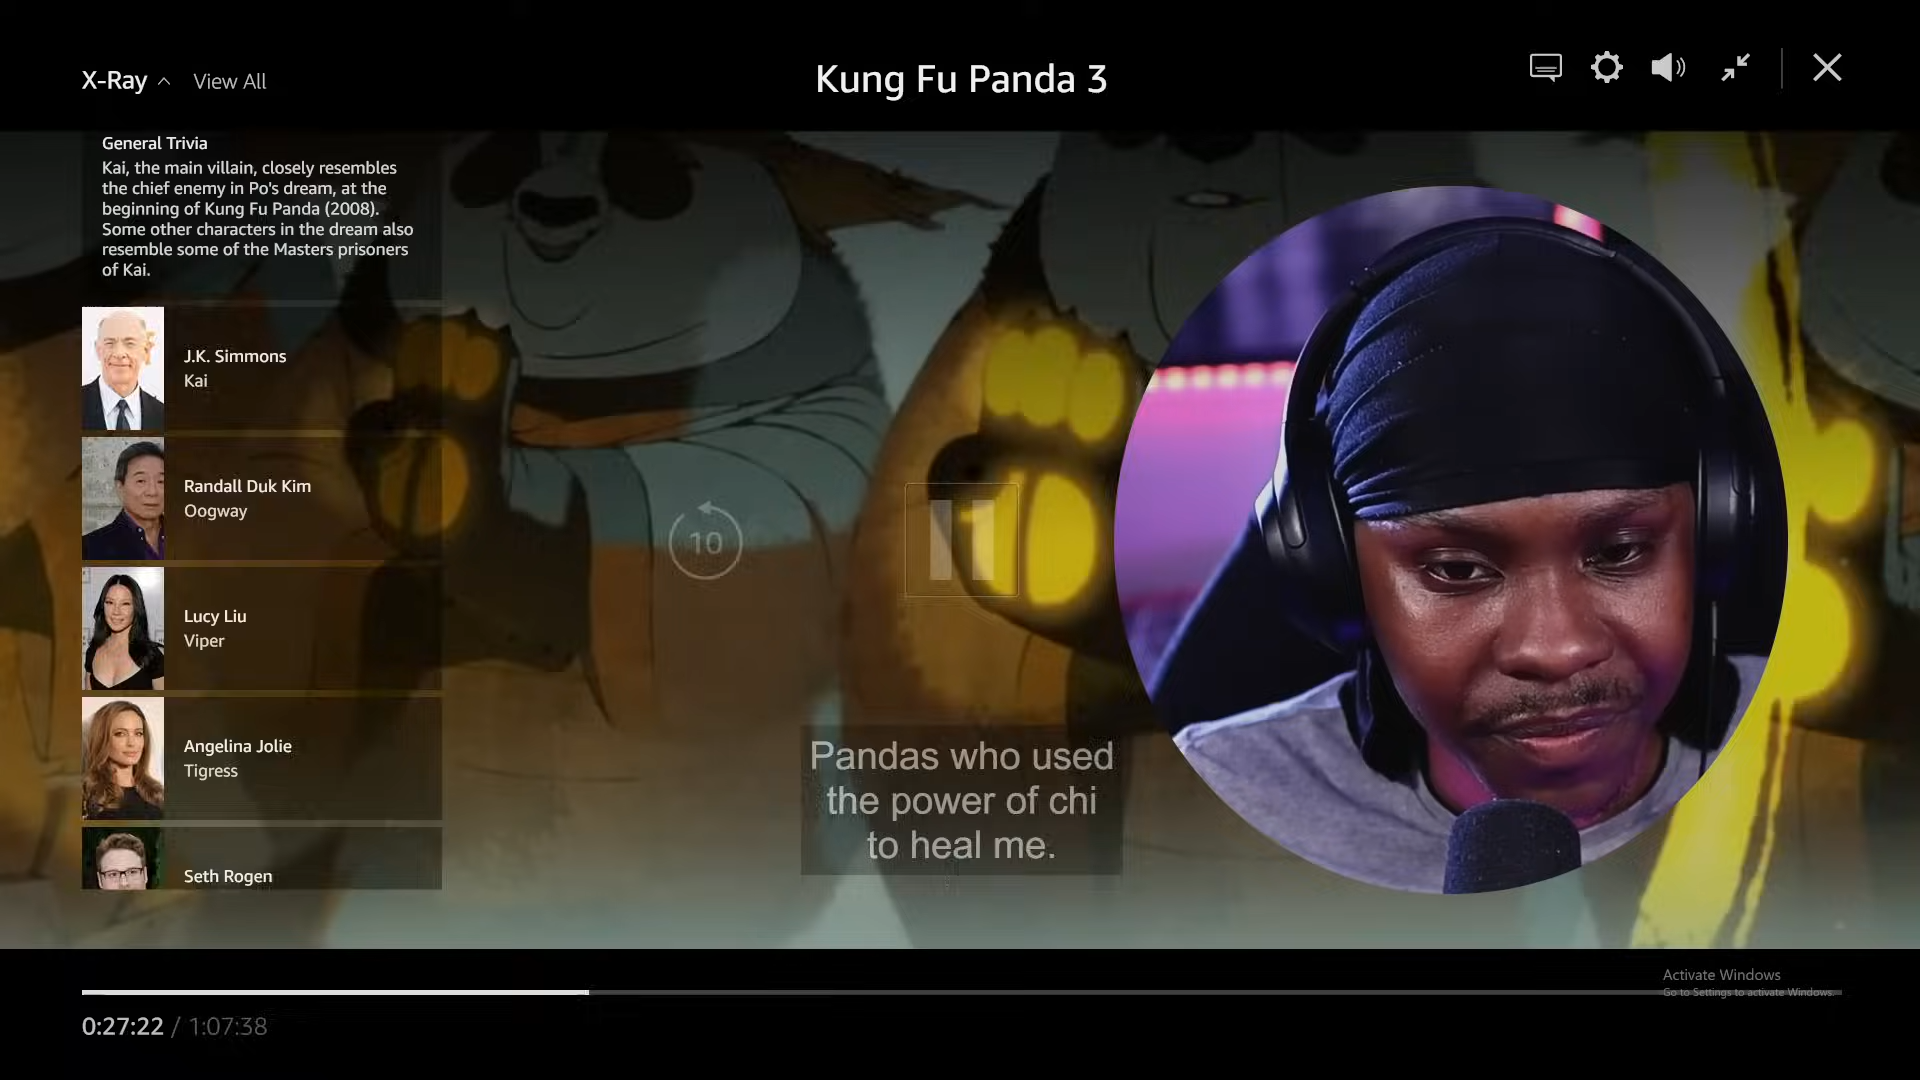 X-Ray View All
Kung Fu Panda 3
General Trivia
Kai, the main villain, closely resembles
the chief enemy in Po's dream, at the
beginning of Kung Fu Panda (2008).
Some other characters in the dream also
resemble some of the Masters prisoners
of Kai.
J.K. Simmons
Kai
Randall Duk Kim
Oogway
Lucy Liu
Viper
Angelina Jolie
Tigress
Seth Rogen
10
Pandas who used
the power of chi
to heal me.
Activate Windows
Go to Settings to activate Windows.
0:27:22 / 1:07:38